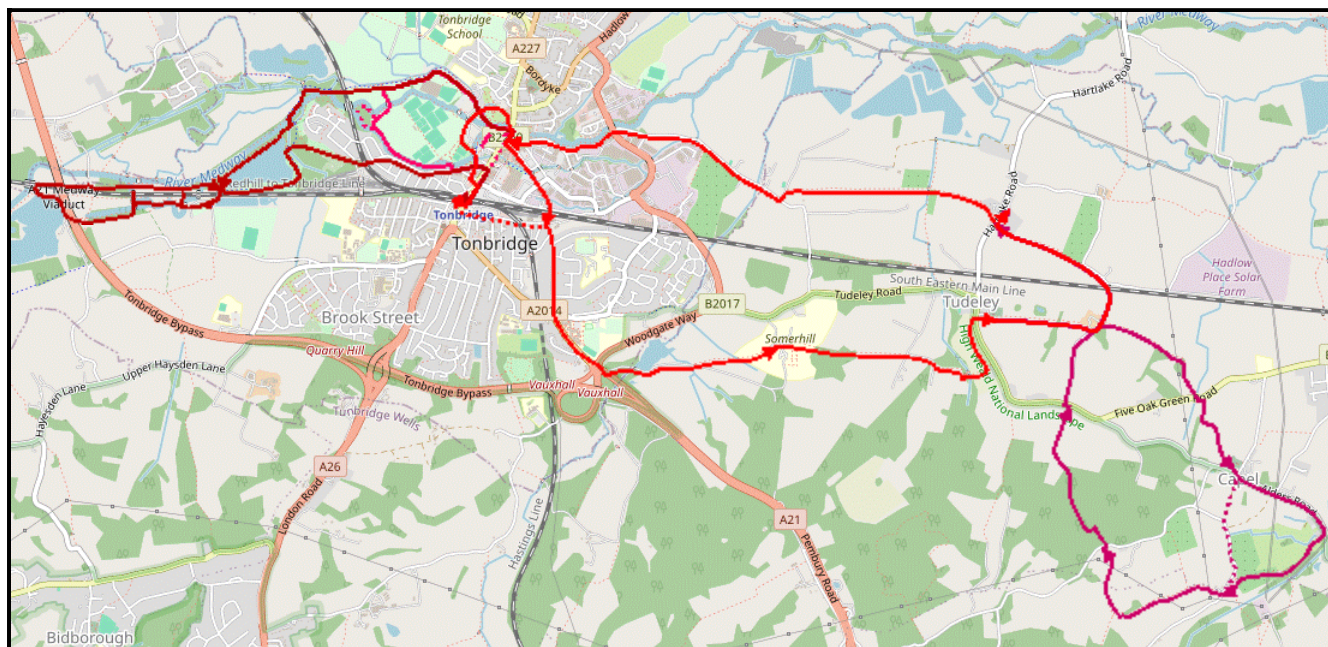 Tonbridge
School
Hadlow
A227
Bordyke
River Medway
Hartlake Road
River Medway
Redhill to Tonbridge Line
A21 Medway
Viaduct
Tonbridge
Tonbridge
Hadlow
Place Solar
Farm
South Eastern Main Line
Tudeley Road
Tudeley
B2017
A2014
Woodgate Way
Somerhill
Brook Street
Tonbridge Bypass
Quarry Hill
Upper Haysden Lane
Tonbridge Bypass
Vauxhall
Vauxhall
Hayesden Lane
Tunbridge Wells
High Weald National Landscape
Five Oak Green Road
Capel
Alders Road
A26
London Road
Hastings Line
A21
Pembury Road
Bidborough